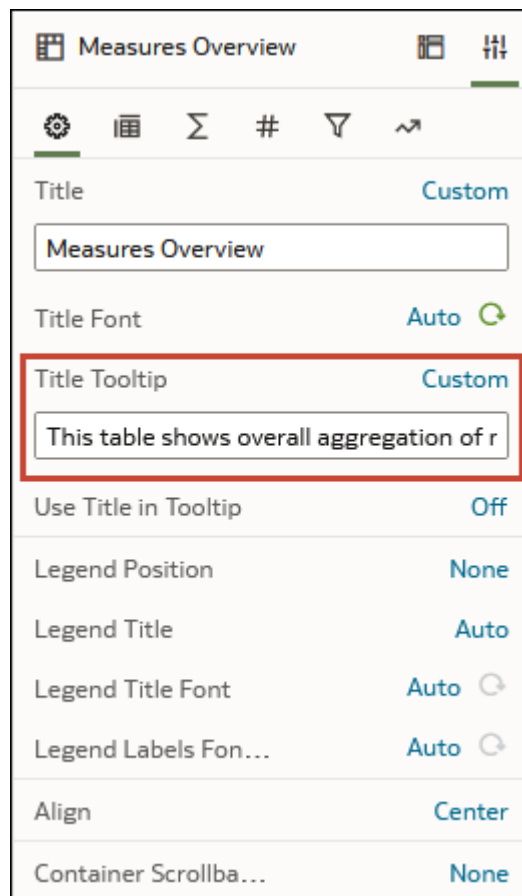 Measures Overview
Title Custom
Measures Overview
Title Font Auto
Title Tooltip Custom
This table shows overall aggregation of
Use Title in Tooltip Off
Legend Position None
Legend Title Auto
Legend Title Font Auto
Legend Labels Fon...
Auto
Align Center
Container Scrollba...
None